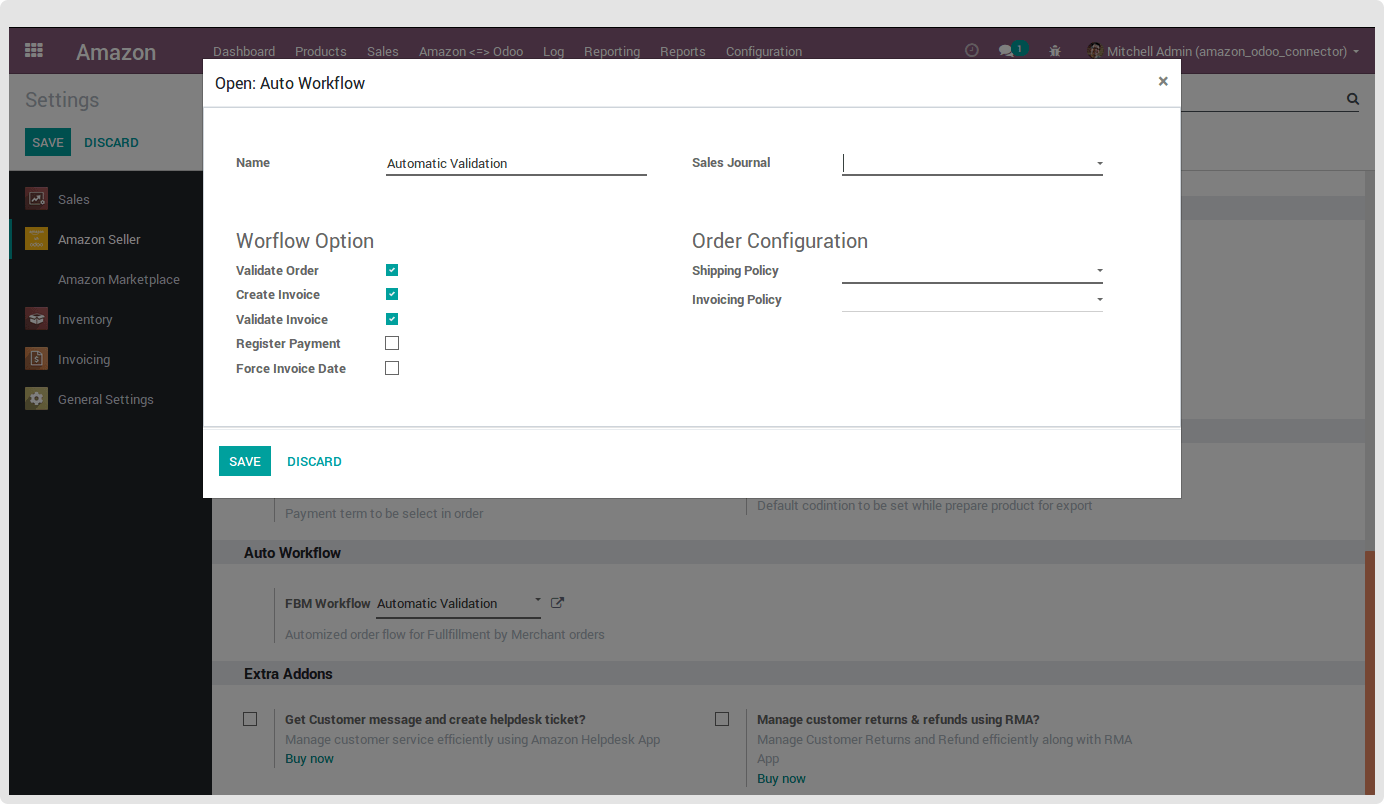 Amazon
Dashboard Products Sales Amazon <=> Odoo Log Reporting Reports Configuration
1
Mitchell Admin (amazon_odoo_connector)
Settings
SAVE DISCARD
Sales
Amazon Seller
Amazon Marketplace
Inventory
Invoicing
General Settings
Open: Auto Workflow
×
Name Automatic Validation
Sales Journal
Worflow Option
Validate Order
Create Invoice
Validate Invoice
Register Payment
Force Invoice Date
Order Configuration
Shipping Policy
Invoicing Policy
SAVE DISCARD
Payment term to be select in order
Default codintion to be set while prepare product for export
Auto Workflow
FBM Workflow Automatic Validation
Automized order flow for Fullfillment by Merchant orders
Extra Addons
Get Customer message and create helpdesk ticket?
Manage customer service efficiently using Amazon Helpdesk App
Buy now
Manage customer returns & refunds using RMA?
Manage Customer Returns and Refund efficiently along with RMA
App
Buy now